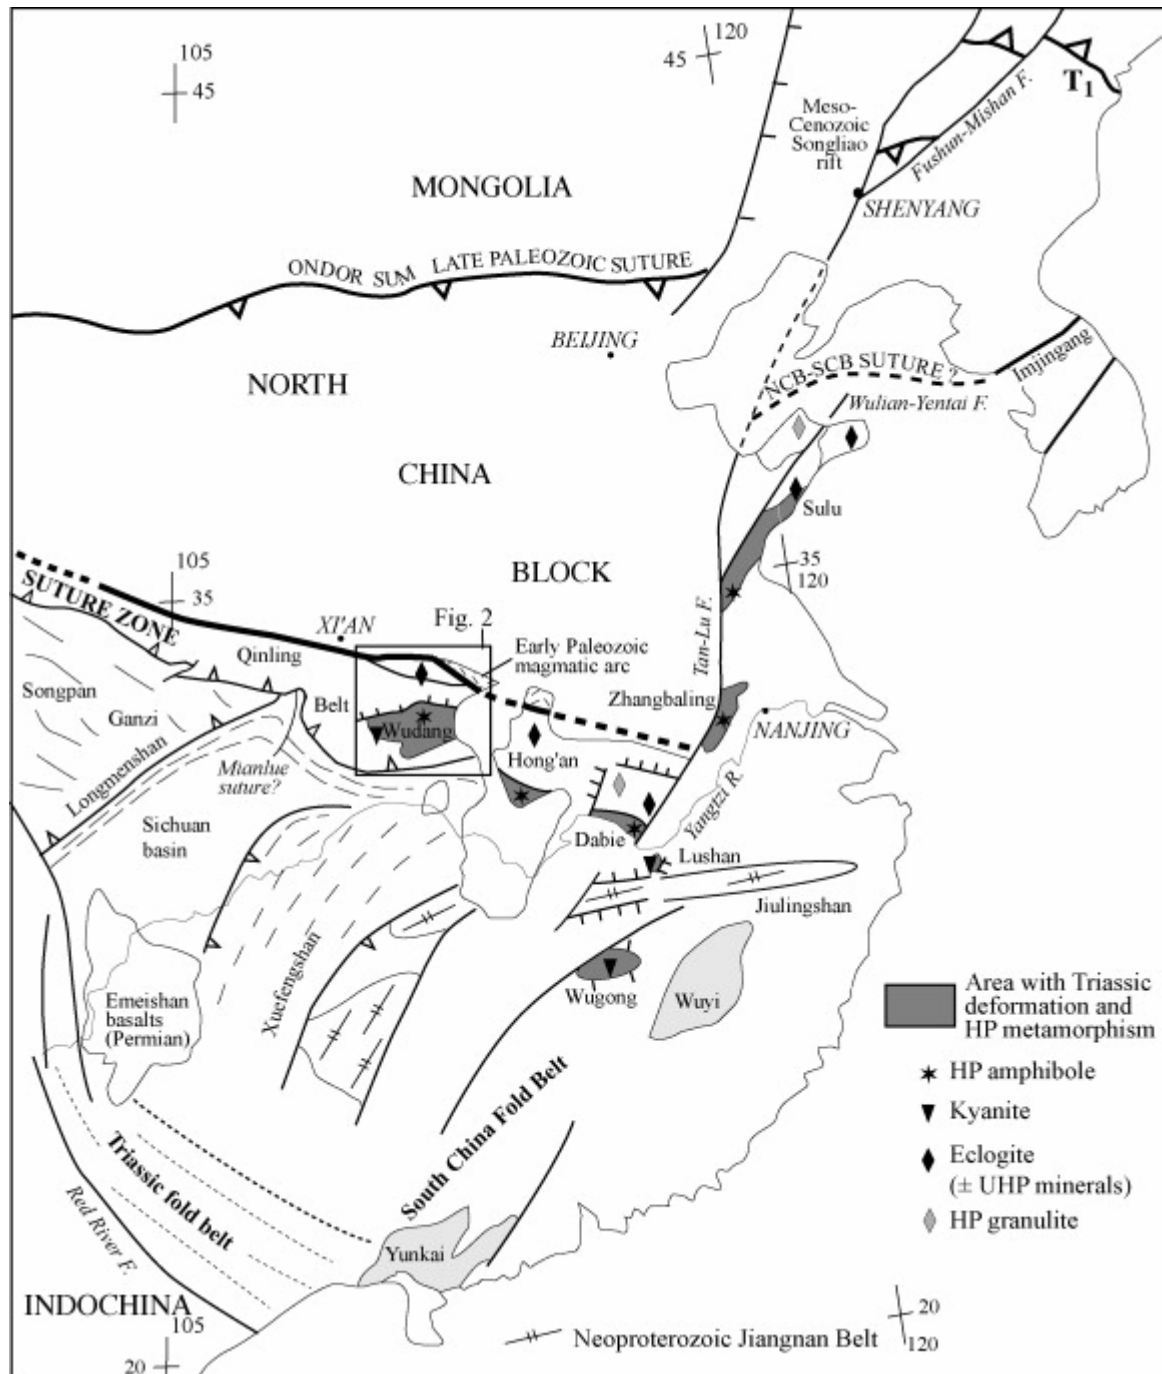 105
45
120
45
Meso-
Cenozoic
Songliao
rift
T1
Fushun-Mishan F.
MONGOLIA
SHENYANG
ONDOR SUM LATE PALEOZOIC SUTURE
BEIJING
NORTH
NCB-SCB SUTURE ?
Imjingang
Wulian-Yentai F.
CHINA
Sulu
105
35
BLOCK
35
120
SUTURE ZONE
XI'AN
Fig. 2
Qinling
Early Paleozoic
magmatic arc
Tan-Lu F.
Songpan
Ganzi
Belt
Zhangbaling
Wudang
NANJING
Longmenshan
Mianlue
suture?
Hong'an
Yangtzi R.
Sichuan
basin
Dabie
Lushan
Jiulingshan
Xuefengshan
Wugong
Wuyi
Emeishan
basalts
(Permian)
Area with Triassic
deformation and
HP metamorphism
HP amphibole
Kyanite
Eclogite
(± UHP minerals)
HP granulite
South China Fold Belt
Triassic fold belt
Red River F.
Yunkai
INDOCHINA
105
20
Neoproterozoic Jiangnan Belt
20
120